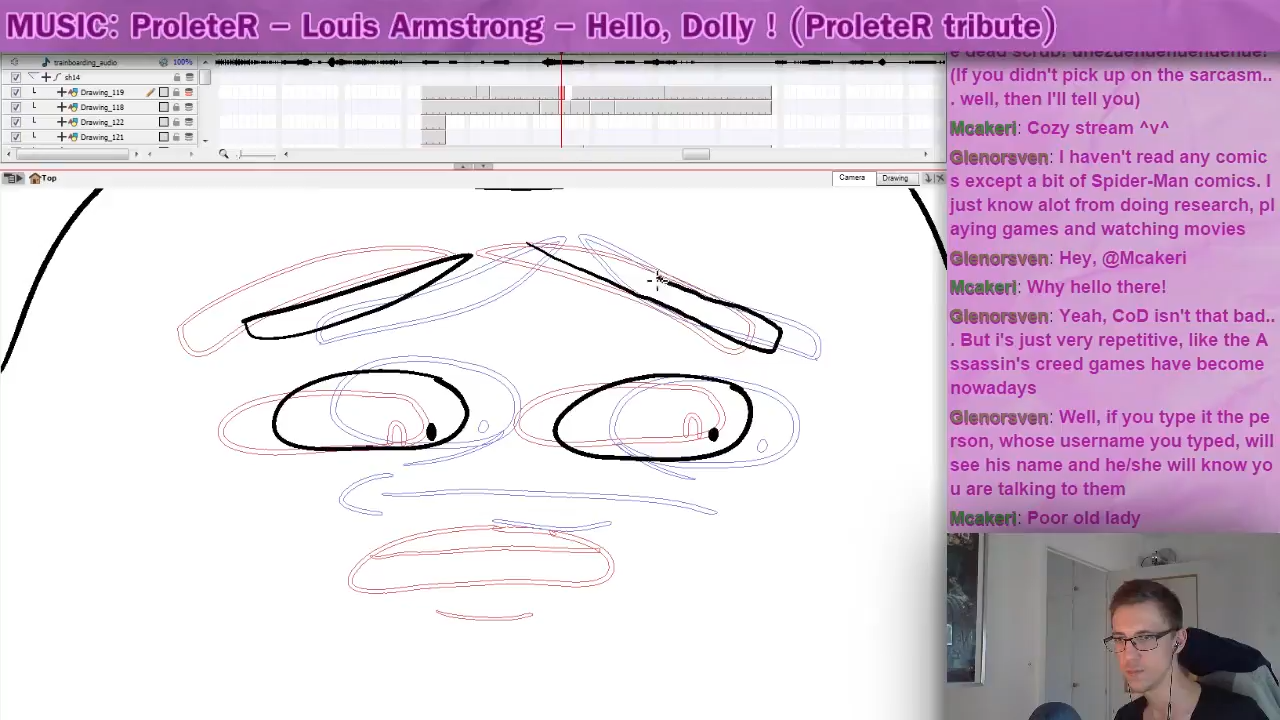 MUSIC: ProleteR – Louis Armstrong – Hello, Dolly ! (ProleteR tribute)
trainboarding_audio 100%
sh14
Drawing_119
Drawing_118
Drawing_122
Drawing_121
Top
Camera Drawing
(If you didn't pick up on the sarcasm..
. well, then I'll tell you)
Mcakeri: Cozy stream ^v^
Glenorsven: I haven't read any comic
s except a bit of Spider-Man comics. I
just know alot from doing research, pl
aying games and watching movies
Glenorsven: Hey, @Mcakeri
Mcakeri: Why hello there!
Glenorsven: Yeah, CoD isn't that bad..
. But i's just very repetitive, like the A
ssassin's creed games have become
nowadays
Glenorsven: Well, if you type it the pe
rson, whose username you typed, will
see his name and he/she will know yo
u are talking to them
Mcakeri: Poor old lady